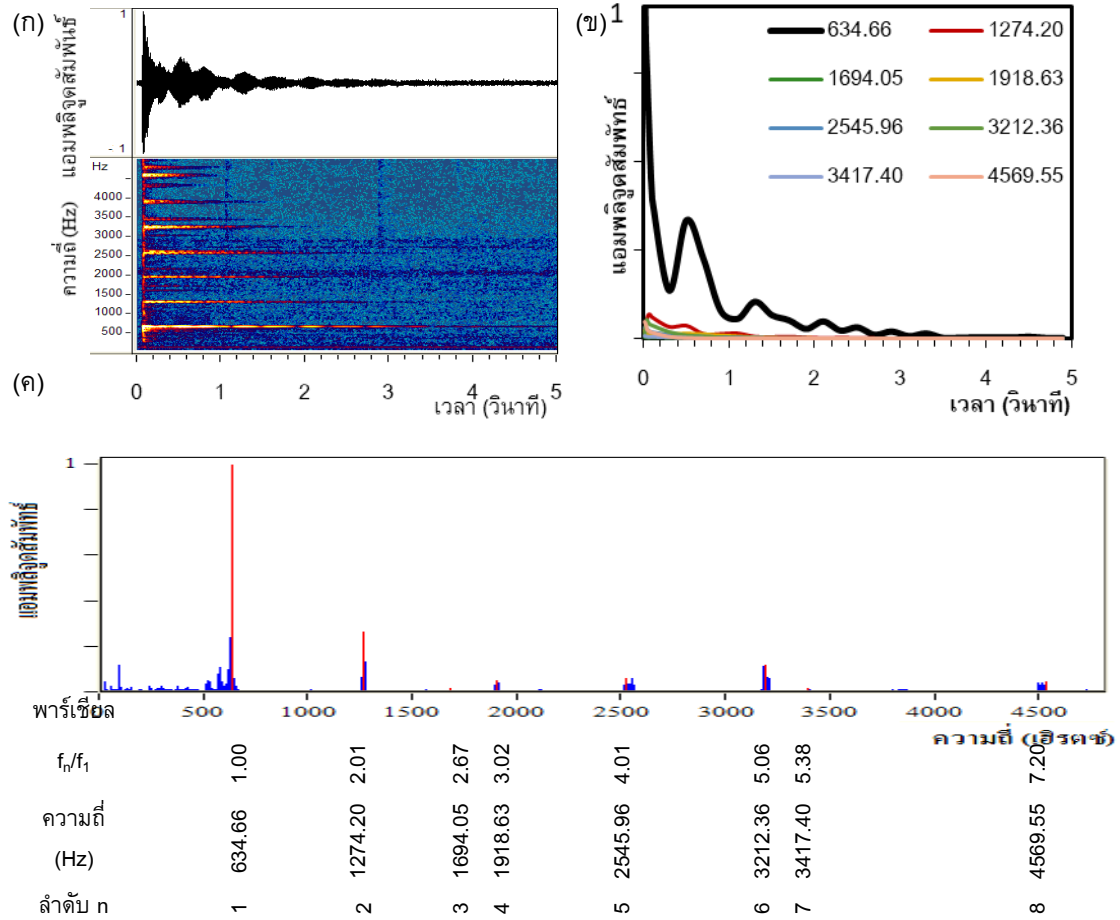 (ก)
แอมพลิจูดสัมพันธ์
1
- 1
ความถี่ (Hz)
Hz
4000
3500
3000
2500
2000
1500
1000
500
0 1 2 3 4 5
เวลา (วินาที)
(ข)
แอมพลิจูดสัมพัทธ์
1
634.66 1274.20
1694.05 1918.63
2545.96 3212.36
3417.40 4569.55
0 1 2 3 4 5
เวลา (วินาที)
(ค)
แอมพลิจูดสัมพัทธ์
1
0 500 1000 1500 2000 2500 3000 3500 4000 4500
ความถี่ (เฮิรตซ์)
พาร์เชียล
fn/f1 1.00 2.01 2.67 3.02 4.01 5.06 5.38 7.20
ความถี่
(Hz) 634.66 1274.20 1694.05 1918.63 2545.96 3212.36 3417.40 4569.55
ลำดับ n 1 2 3 4 5 6 7 8